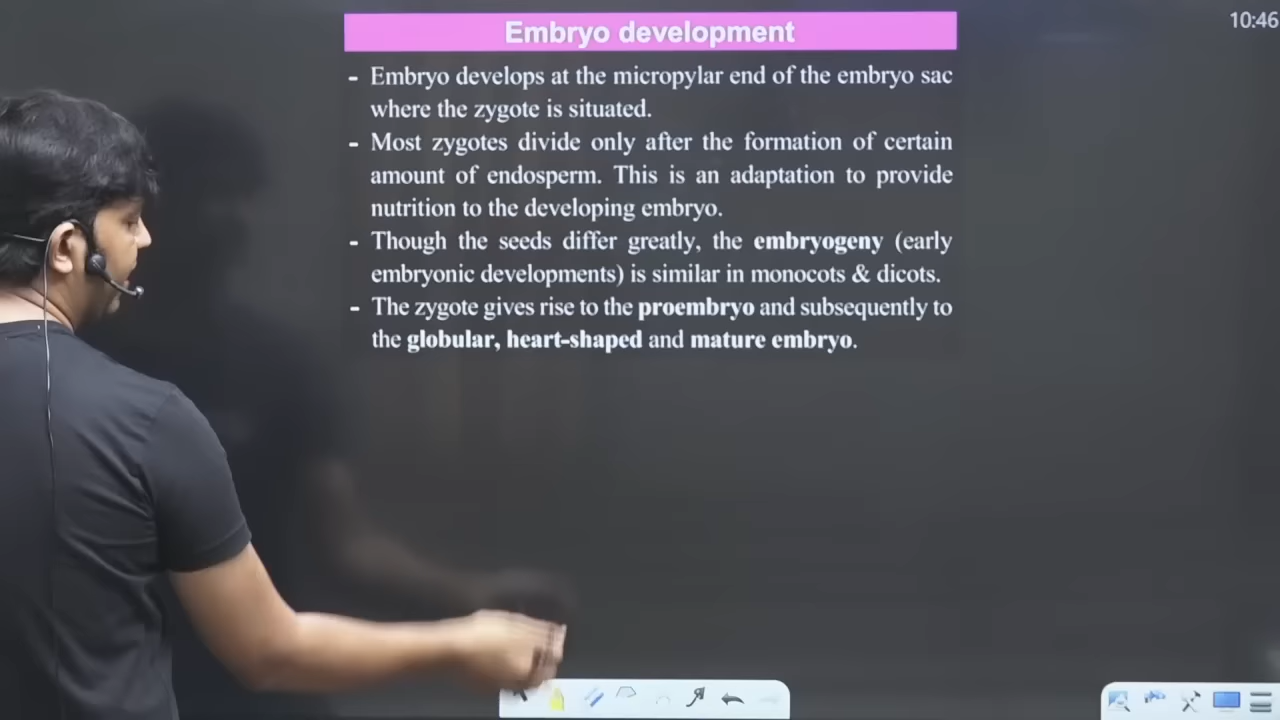 Embryo development
10:46
- Embryo develops at the micropylar end of the embryo sac
where the zygote is situated.
- Most zygotes divide only after the formation of certain
amount of endosperm. This is an adaptation to provide
nutrition to the developing embryo.
- Though the seeds differ greatly, the embryogeny (early
embryonic developments) is similar in monocots & dicots.
- The zygote gives rise to the proembryo and subsequently to
the globular, heart-shaped and mature embryo.